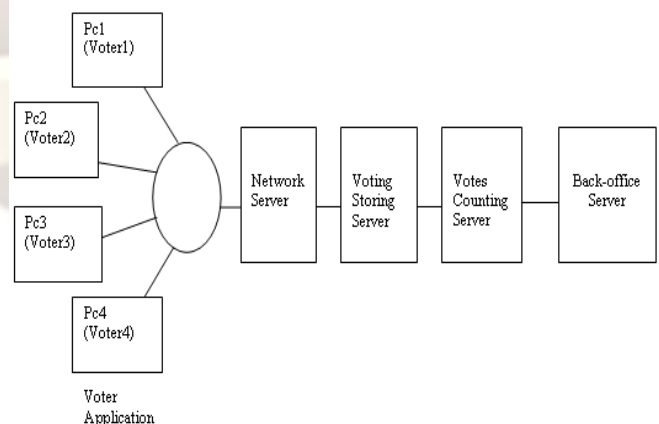 Pc1
(Voter1)
Pc2
(Voter2)
Pc3
(Voter3)
Pc4
(Voter4)
Voter
Application
Network
Server
Voting
Storing
Server
Votes
Counting
Server
Back-office
Server